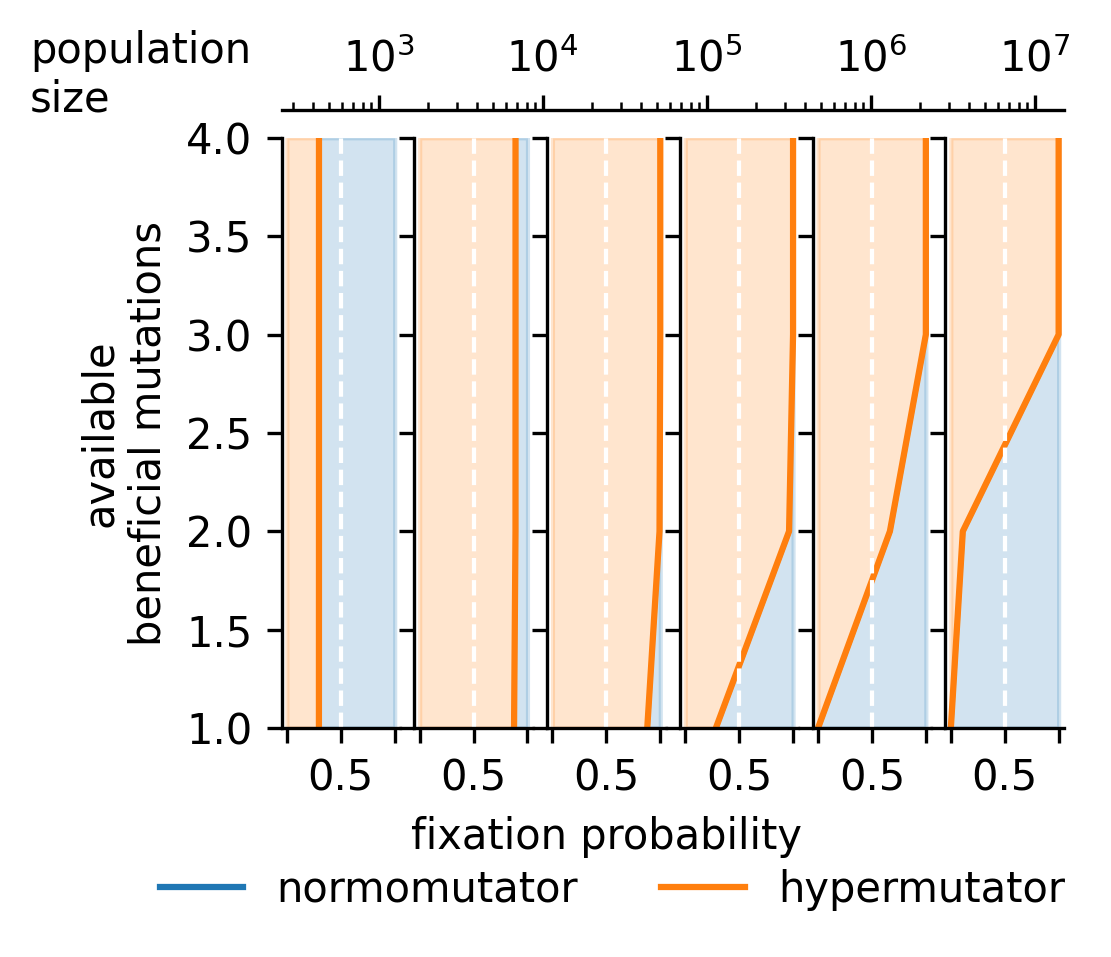 population
size
10³ 10⁴ 10⁵ 10⁶ 10⁷
available
beneficial mutations
4.0
3.5
3.0
2.5
2.0
1.5
1.0
0.5 0.5 0.5 0.5 0.5 0.5
fixation probability
normomutator hypermutator